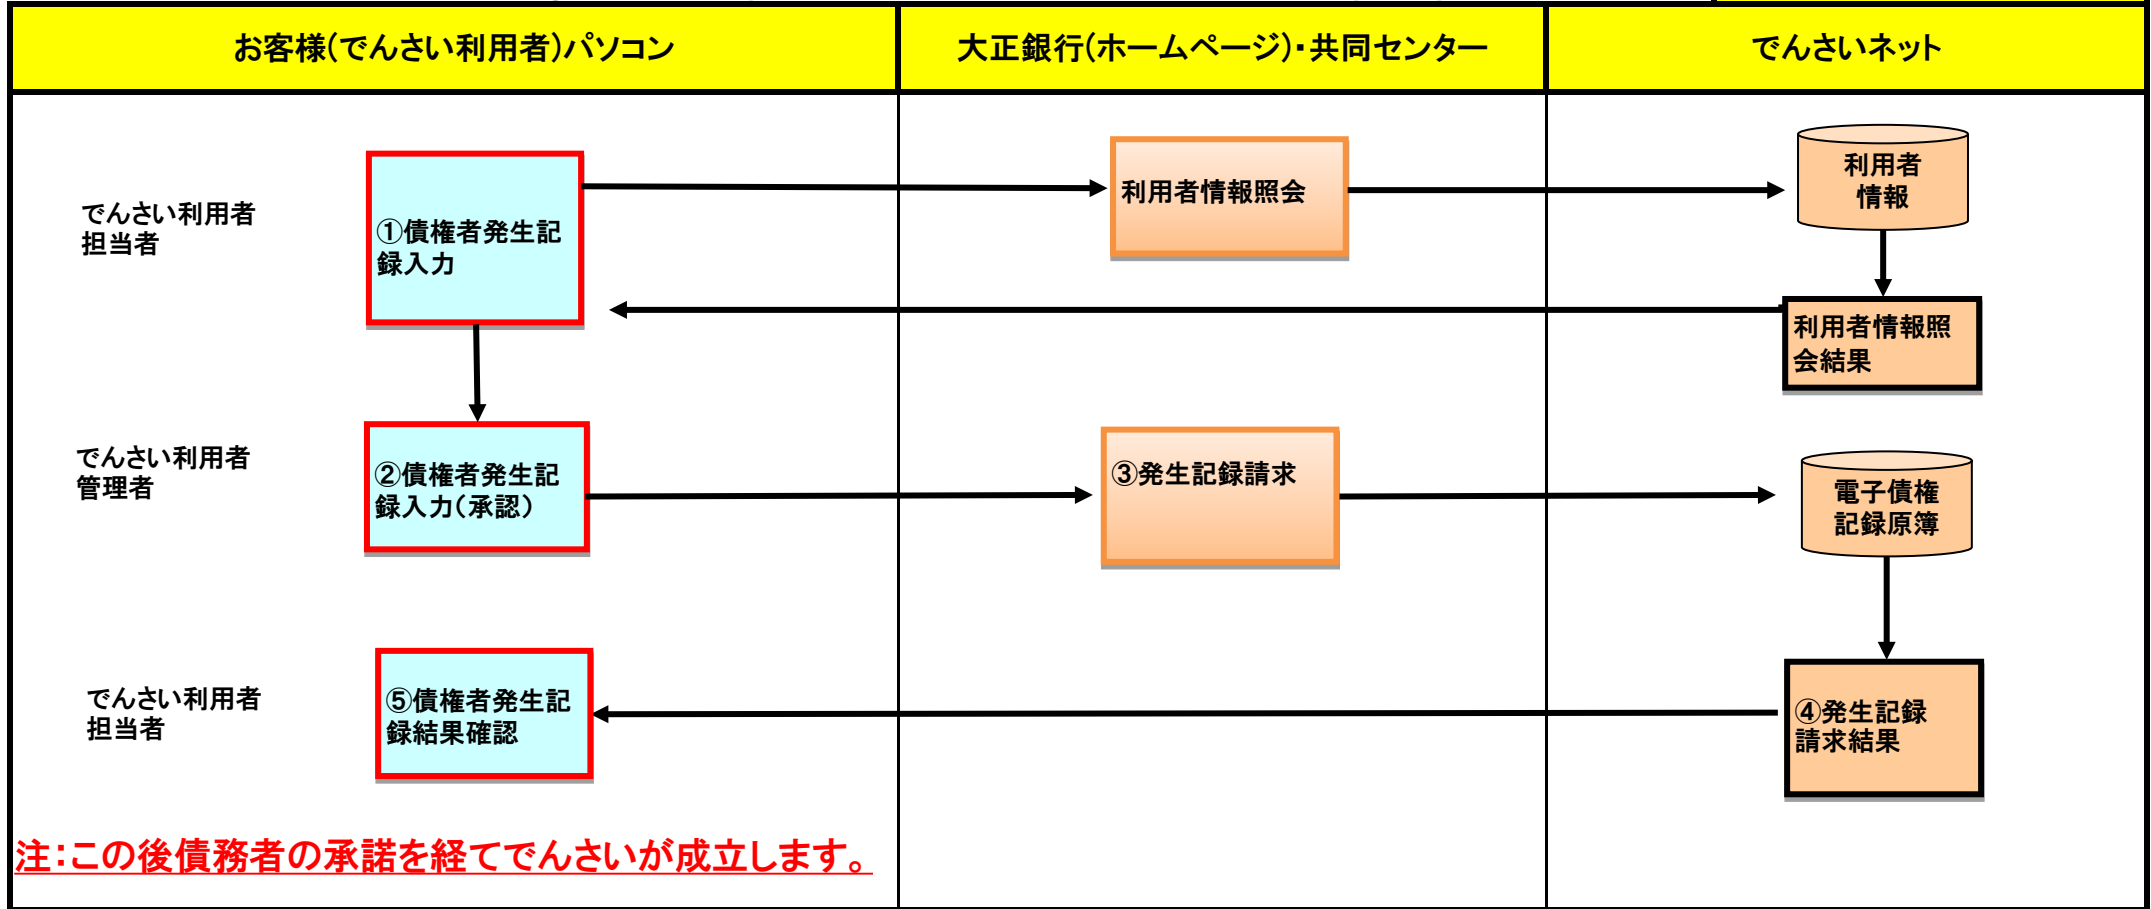 お客様(でんさい利用者)パソコン
大正銀行(ホームページ)・共同センター
でんさいネット
でんさい利用者
担当者
①債権者発生記
録入力
利用者情報照会
利用者
情報
利用者情報照
会結果
でんさい利用者
管理者
②債権者発生記
録入力(承認)
③発生記録請求
電子債権
記録原簿
でんさい利用者
担当者
⑤債権者発生記
録結果確認
④発生記録
請求結果
注:この後債務者の承諾を経てでんさいが成立します。